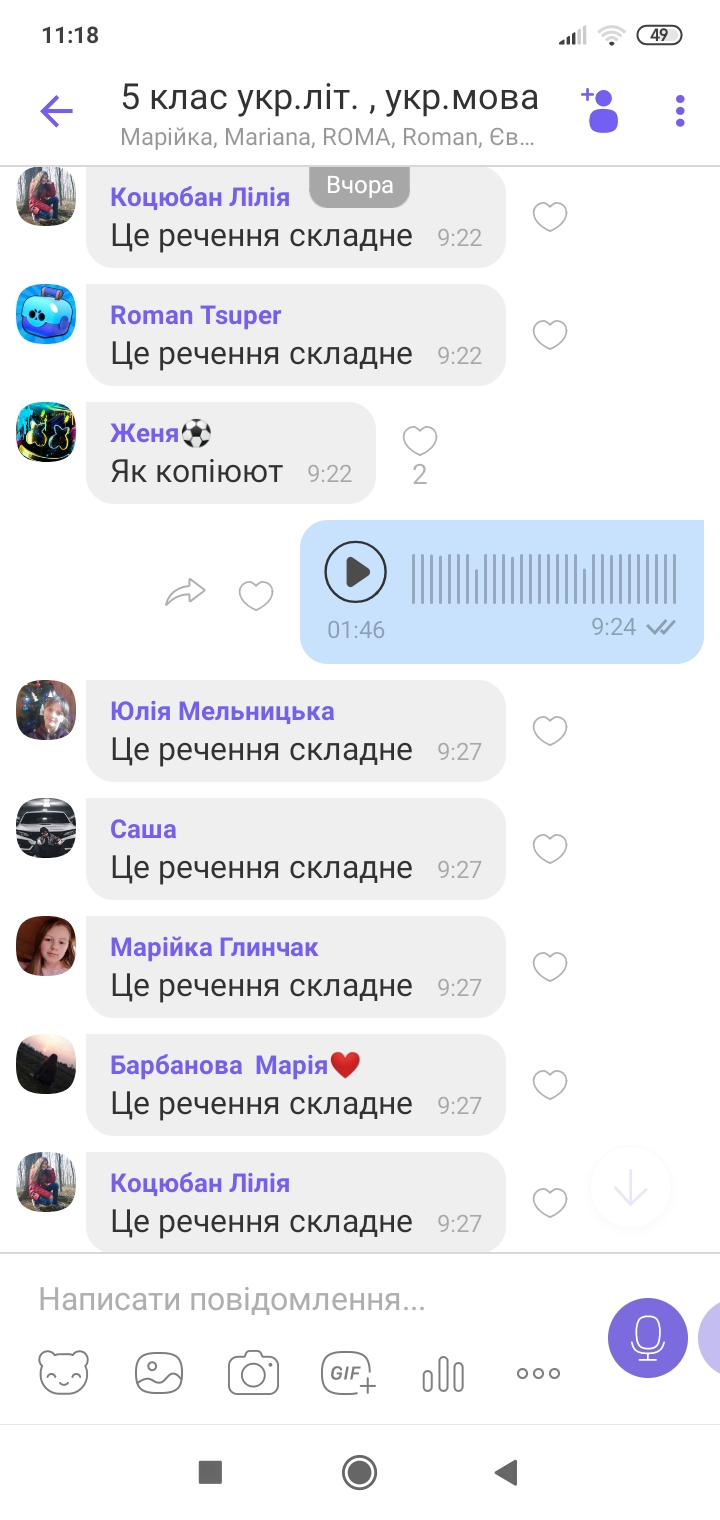 11:18
49
5 клас укр.літ. , укр.мова
Марійка, Mariana, ROMA, Roman, Єв...
Вчора
Коцюбан Лілія
Це речення складне 9:22
Roman Tsuper
Це речення складне 9:22
Женя⚽
Як копіюют 9:22
2
01:46 9:24
Юлія Мельницька
Це речення складне 9:27
Саша
Це речення складне 9:27
Марійка Глинчак
Це речення складне 9:27
Барбанова Марія❤️
Це речення складне 9:27
Коцюбан Лілія
Це речення складне 9:27
Написати повідомлення...
GIF